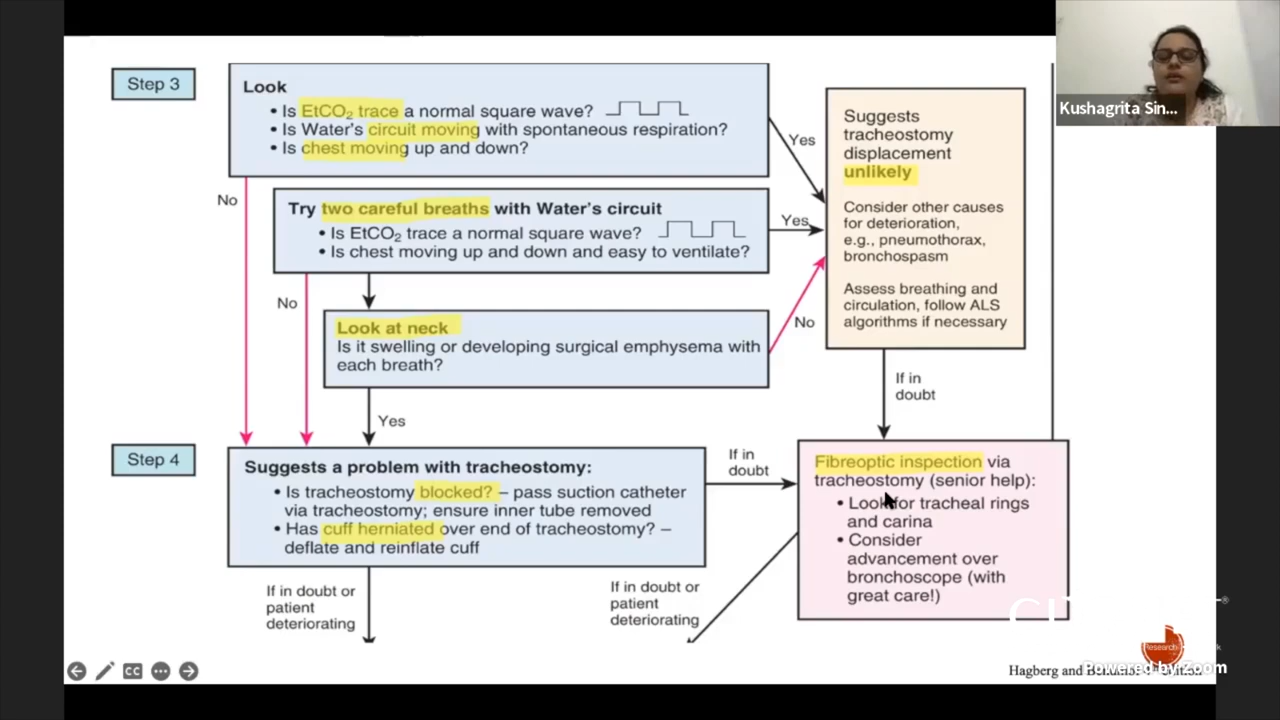 Step 3
Look
• Is EtCO₂ trace a normal square wave?
• Is Water's circuit moving with spontaneous respiration?
• Is chest moving up and down?
Yes
No
Try two careful breaths with Water's circuit
• Is EtCO₂ trace a normal square wave?
• Is chest moving up and down and easy to ventilate?
Yes
No
Look at neck
Is it swelling or developing surgical emphysema with
each breath?
No
Yes
Suggests
tracheostomy
displacement
unlikely
Consider other causes
for deterioration,
e.g., pneumothorax,
bronchospasm
Assess breathing and
circulation, follow ALS
algorithms if necessary
If in
doubt
Step 4
Suggests a problem with tracheostomy:
• Is tracheostomy blocked? – pass suction catheter
via tracheostomy; ensure inner tube removed
• Has cuff herniated over end of tracheostomy? –
deflate and reinflate cuff
If in
doubt
Fibreoptic inspection via
tracheostomy (senior help):
• Look for tracheal rings
and carina
• Consider
advancement over
bronchoscope (with
great care!)
If in doubt or
patient
deteriorating
If in doubt or
patient
deteriorating
Kushagrita Sin...
CC
Research
Hagberg and
Powered by Zoom